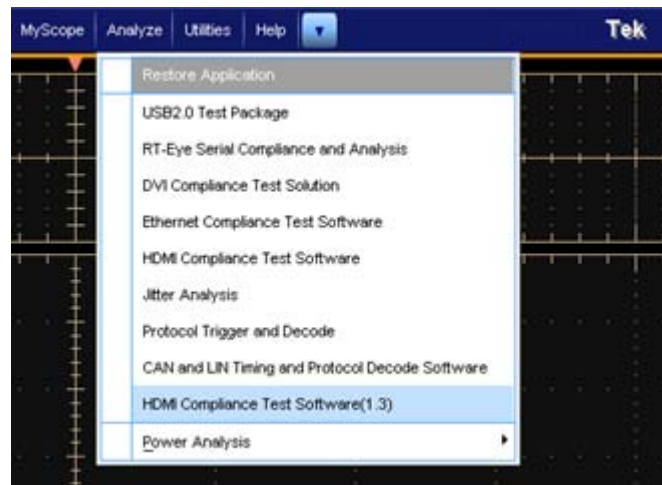 MyScope Analyze Utilities Help Tek
Restore Application
USB2.0 Test Package
RT-Eye Serial Compliance and Analysis
DVI Compliance Test Solution
Ethernet Compliance Test Software
HDMI Compliance Test Software
Jitter Analysis
Protocol Trigger and Decode
CAN and LIN Timing and Protocol Decode Software
HDMI Compliance Test Software(1.3)
Power Analysis